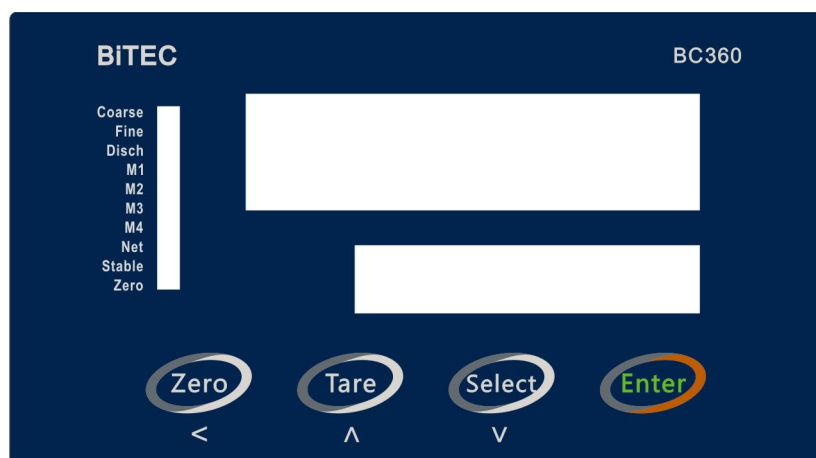 BiTEC
BC360
Coarse
Fine
Disch
M1
M2
M3
M4
Net
Stable
Zero
Zero
Tare
Select
Enter
< ʌ v